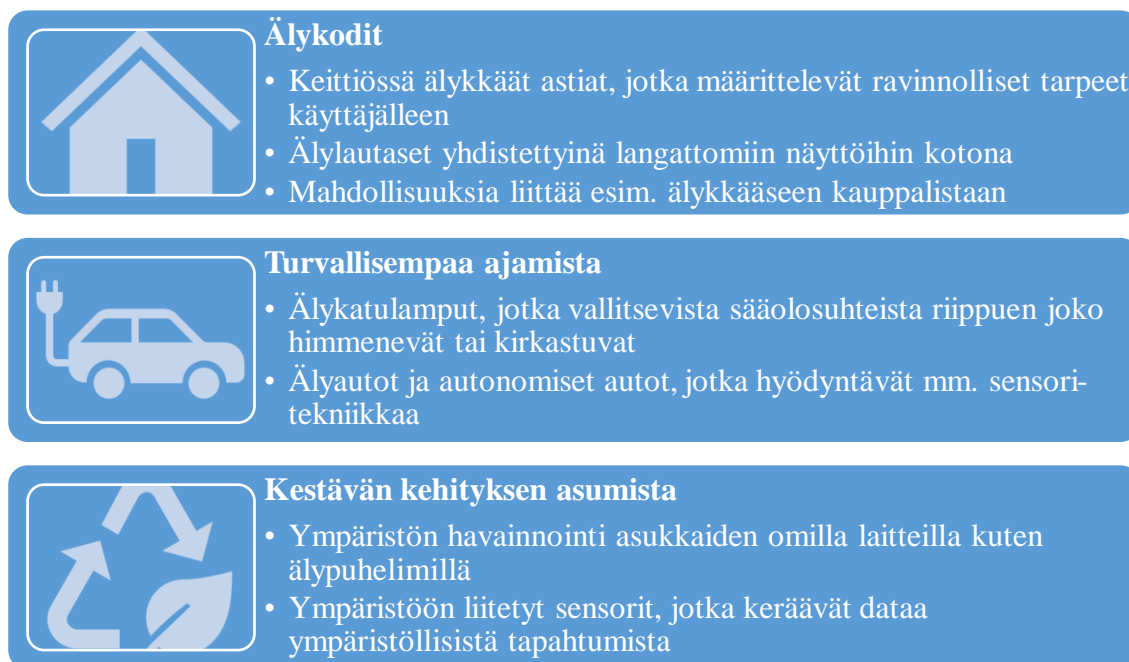 Älykodit
• Keittiössä älykkäät astiat, jotka määrittelevät ravinnolliset tarpeet
käyttäjälleen
• Älylautaset yhdistettyinä langattomiin näyttöihin kotona
• Mahdollisuuksia liittää esim. älykkääseen kauppalistaan
Turvallisempaa ajamista
• Älykatulamput, jotka vallitsevista sääolosuhteista riippuen joko
himmenevät tai kirkastuvat
• Älyautot ja autonomiset autot, jotka hyödyntävät mm. sensori-
tekniikkaa
Kestävän kehityksen asumista
• Ympäristön havainnointi asukkaiden omilla laitteilla kuten
älypuhelimillä
• Ympäristöön liitetyt sensorit, jotka keräävät dataa
ympäristöllisistä tapahtumista